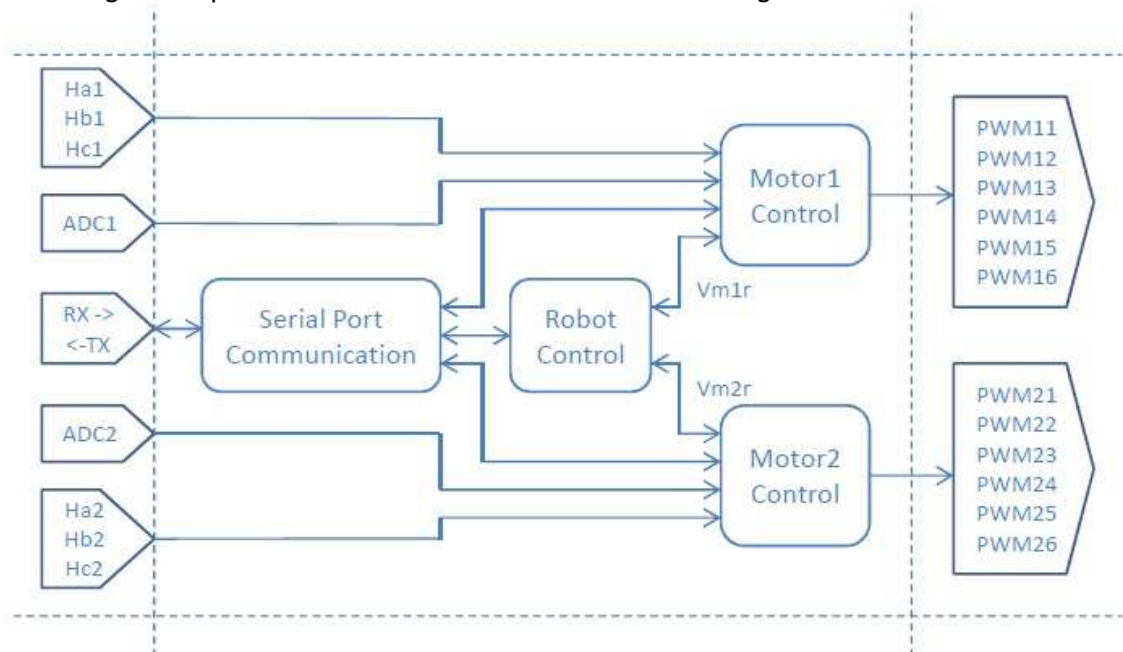 Ha1
Hb1
Hc1
ADC1
RX ->
<-TX
ADC2
Ha2
Hb2
Hc2
Serial Port
Communication
Robot
Control
Vm1r
Vm2r
Motor1
Control
Motor2
Control
PWM11
PWM12
PWM13
PWM14
PWM15
PWM16
PWM21
PWM22
PWM23
PWM24
PWM25
PWM26